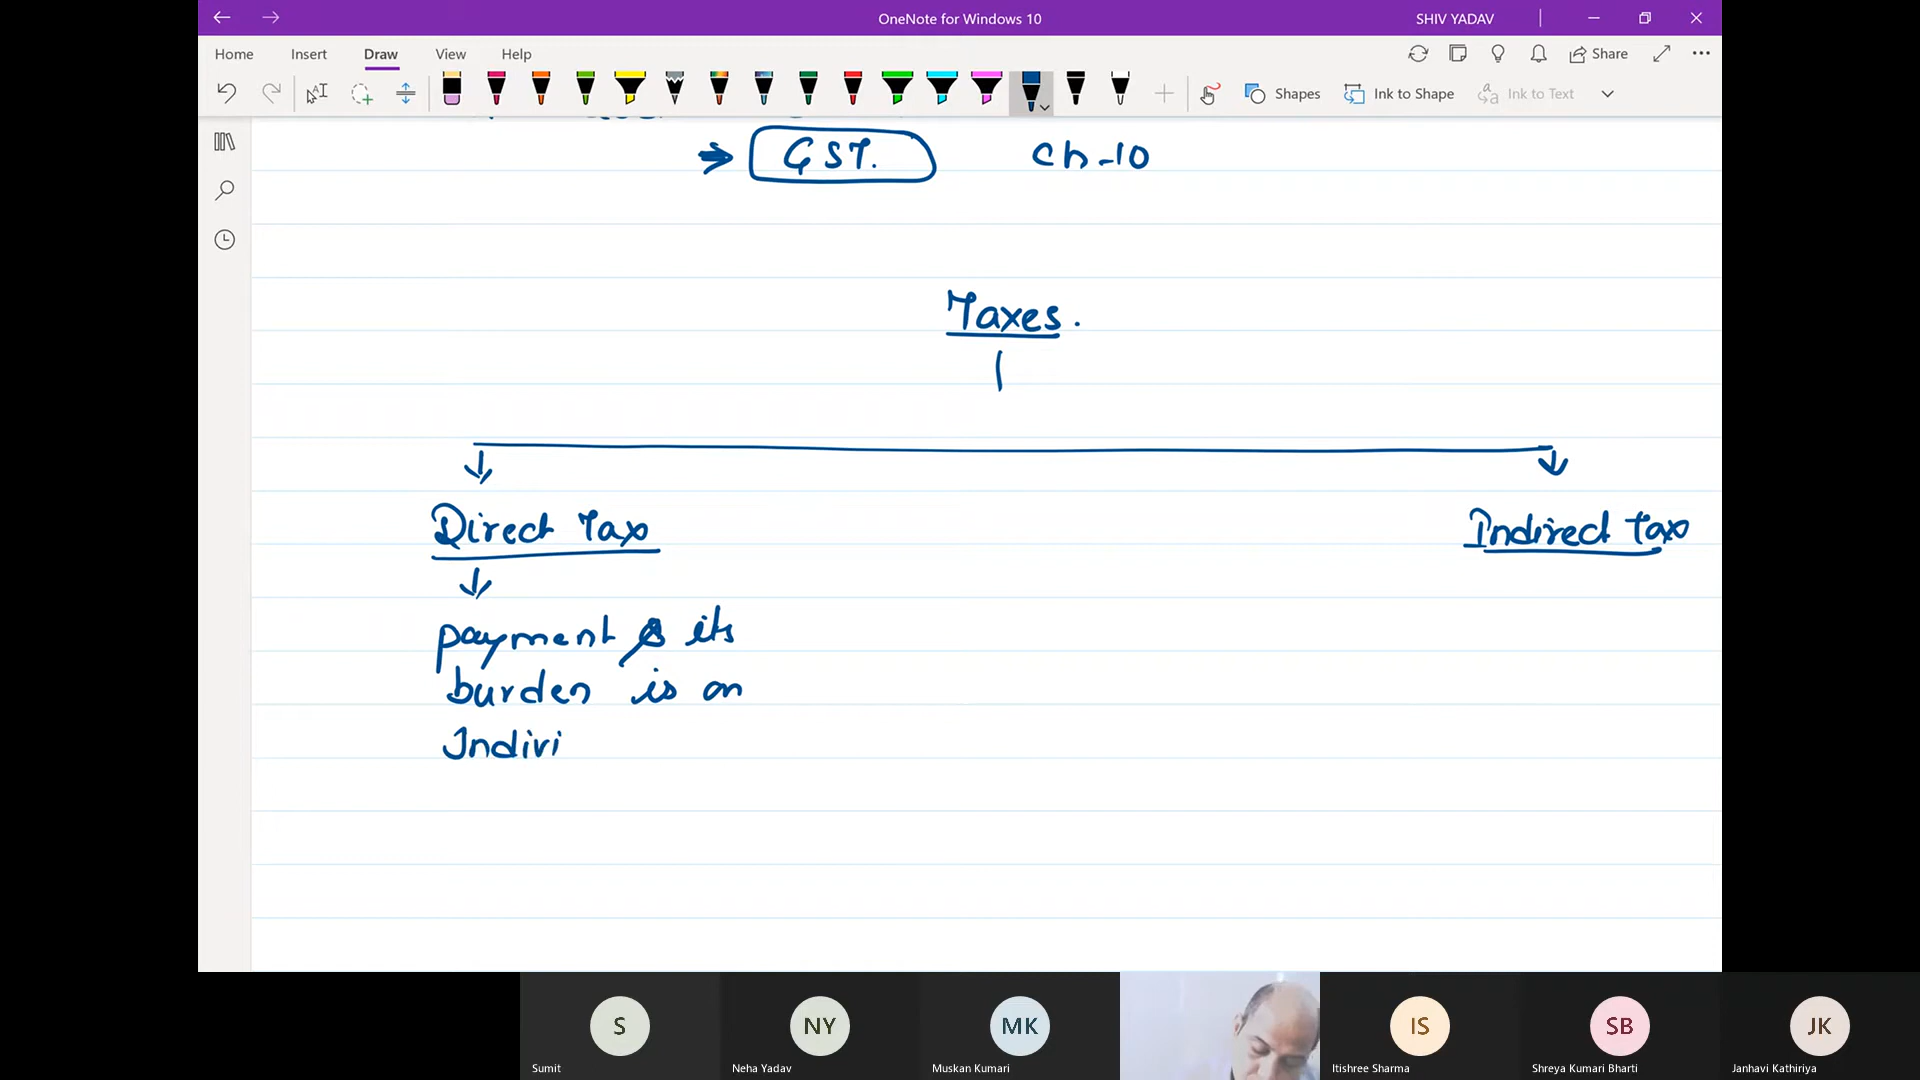 OneNote for Windows 10
SHIV YADAV
Home Insert Draw View Help
Share
Shapes Ink to Shape Ink to Text
GST. Ch-10
Taxes.
Direct Tax
Indirect tax
payment & its
burden is on
Indivi
S NY MK IS SB JK
Sumit Neha Yadav Muskan Kumari Itishree Sharma Shreya Kumari Bharti Janhavi Kathiriya